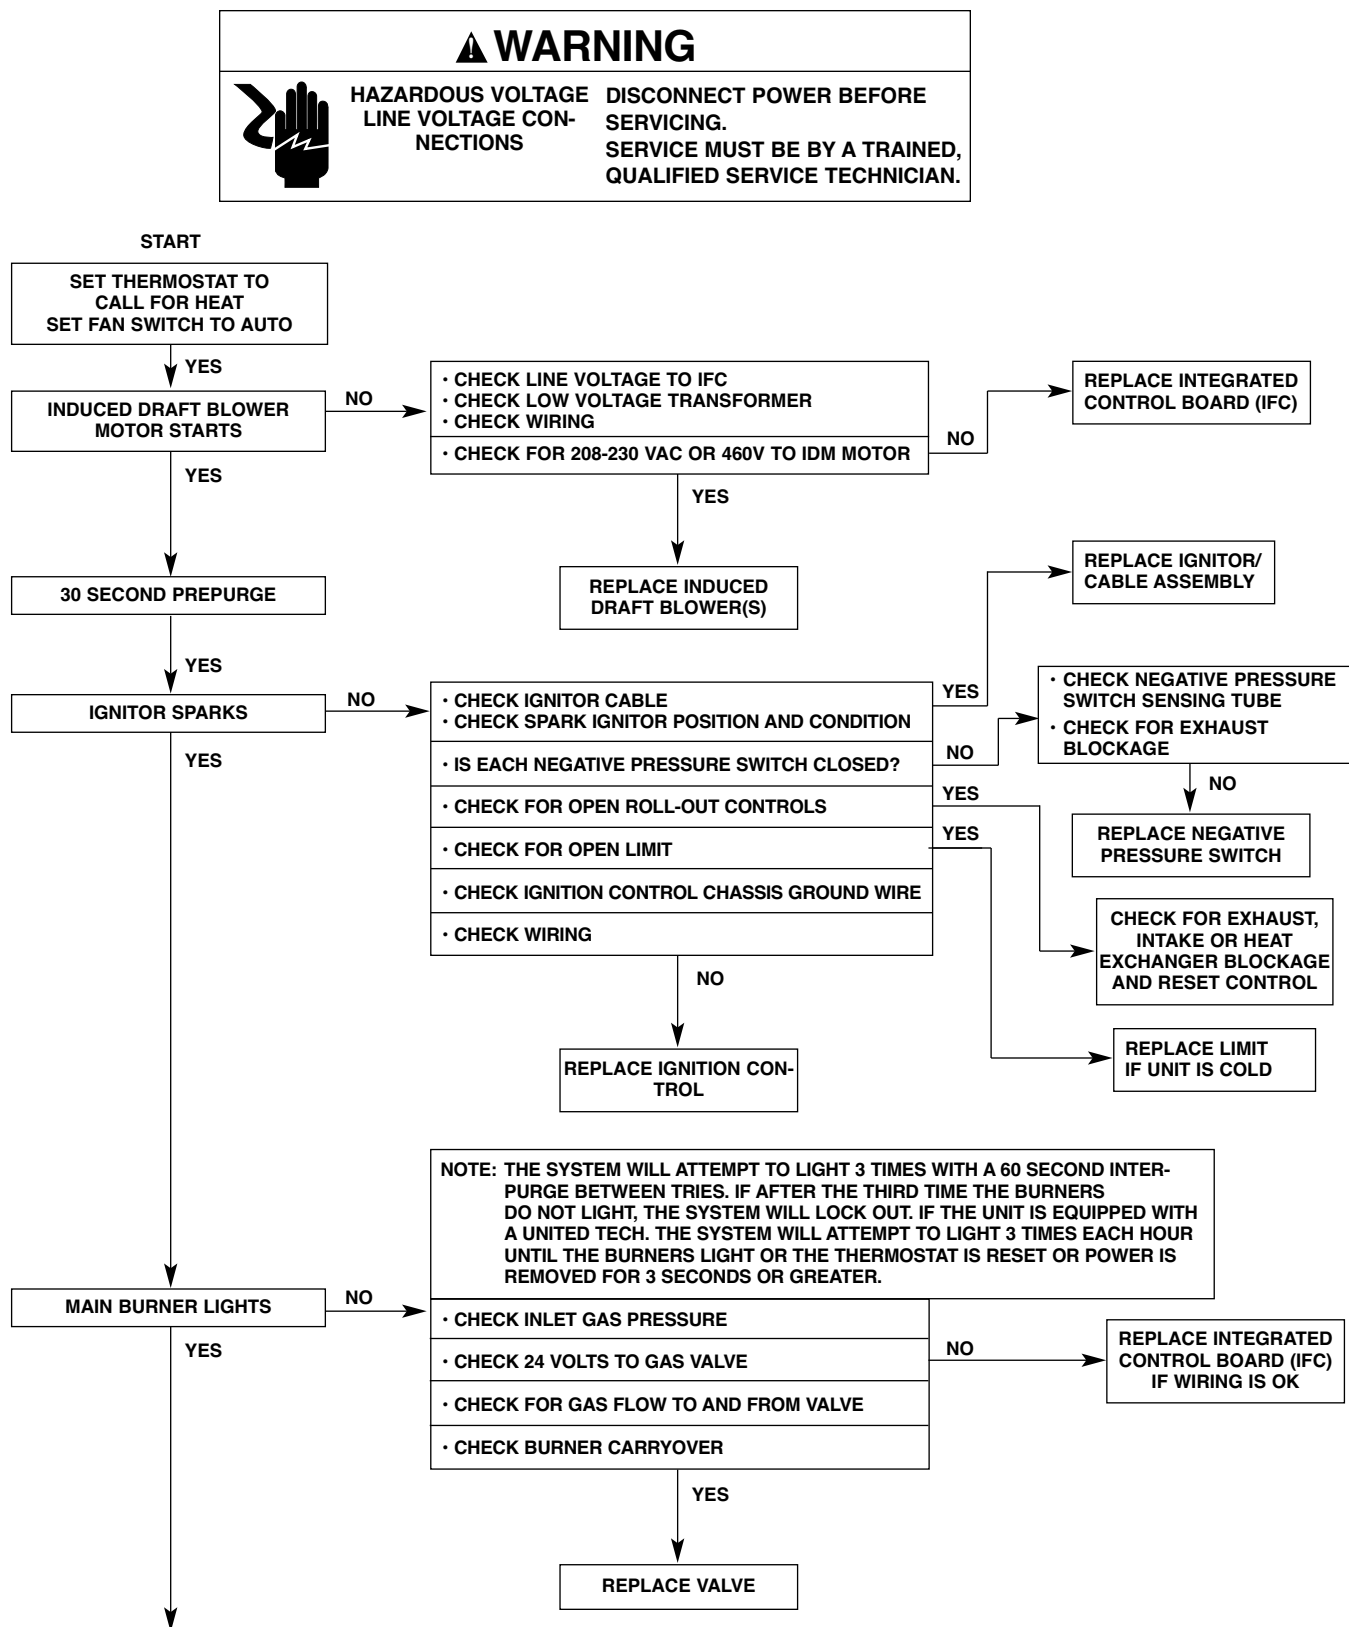 WARNING
HAZARDOUS VOLTAGE
LINE VOLTAGE CON-
NECTIONS
DISCONNECT POWER BEFORE
SERVICING.
SERVICE MUST BE BY A TRAINED,
QUALIFIED SERVICE TECHNICIAN.
START
SET THERMOSTAT TO
CALL FOR HEAT
SET FAN SWITCH TO AUTO
YES
INDUCED DRAFT BLOWER
MOTOR STARTS
NO
· CHECK LINE VOLTAGE TO IFC
· CHECK LOW VOLTAGE TRANSFORMER
· CHECK WIRING
· CHECK FOR 208-230 VAC OR 460V TO IDM MOTOR
NO
REPLACE INTEGRATED
CONTROL BOARD (IFC)
YES
YES
REPLACE INDUCED
DRAFT BLOWER(S)
30 SECOND PREPURGE
YES
IGNITOR SPARKS
NO
· CHECK IGNITOR CABLE
· CHECK SPARK IGNITOR POSITION AND CONDITION
YES
REPLACE IGNITOR/
CABLE ASSEMBLY
· IS EACH NEGATIVE PRESSURE SWITCH CLOSED?
NO
· CHECK NEGATIVE PRESSURE
SWITCH SENSING TUBE
· CHECK FOR EXHAUST
BLOCKAGE
NO
REPLACE NEGATIVE
PRESSURE SWITCH
· CHECK FOR OPEN ROLL-OUT CONTROLS
YES
CHECK FOR EXHAUST,
INTAKE OR HEAT
EXCHANGER BLOCKAGE
AND RESET CONTROL
· CHECK FOR OPEN LIMIT
YES
REPLACE LIMIT
IF UNIT IS COLD
· CHECK IGNITION CONTROL CHASSIS GROUND WIRE
· CHECK WIRING
NO
REPLACE IGNITION CON-
TROL
YES
NOTE: THE SYSTEM WILL ATTEMPT TO LIGHT 3 TIMES WITH A 60 SECOND INTER-
PURGE BETWEEN TRIES. IF AFTER THE THIRD TIME THE BURNERS
DO NOT LIGHT, THE SYSTEM WILL LOCK OUT. IF THE UNIT IS EQUIPPED WITH
A UNITED TECH. THE SYSTEM WILL ATTEMPT TO LIGHT 3 TIMES EACH HOUR
UNTIL THE BURNERS LIGHT OR THE THERMOSTAT IS RESET OR POWER IS
REMOVED FOR 3 SECONDS OR GREATER.
MAIN BURNER LIGHTS
NO
· CHECK INLET GAS PRESSURE
· CHECK 24 VOLTS TO GAS VALVE
NO
REPLACE INTEGRATED
CONTROL BOARD (IFC)
IF WIRING IS OK
· CHECK FOR GAS FLOW TO AND FROM VALVE
· CHECK BURNER CARRYOVER
YES
YES
REPLACE VALVE